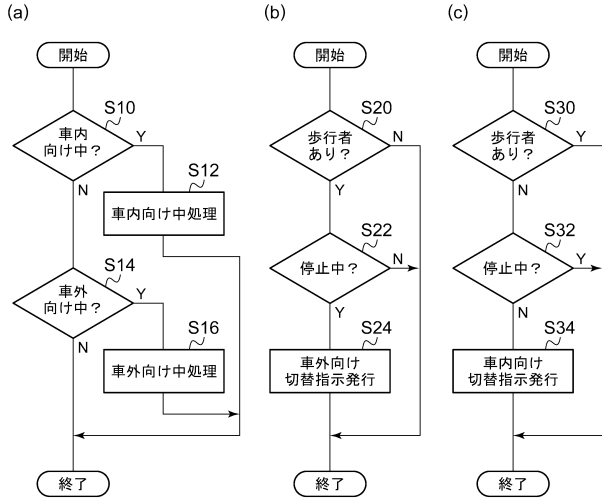 (a)
開始
S10
車内
向け中？
Y
N
S12
車内向け中処理
S14
車外
向け中？
Y
N
S16
車外向け中処理
終了
(b)
開始
S20
歩行者
あり？
N
Y
S22
停止中？
N
Y
S24
車外向け
切替指示発行
終了
(c)
開始
S30
歩行者
あり？
Y
N
S32
停止中？
Y
N
S34
車内向け
切替指示発行
終了